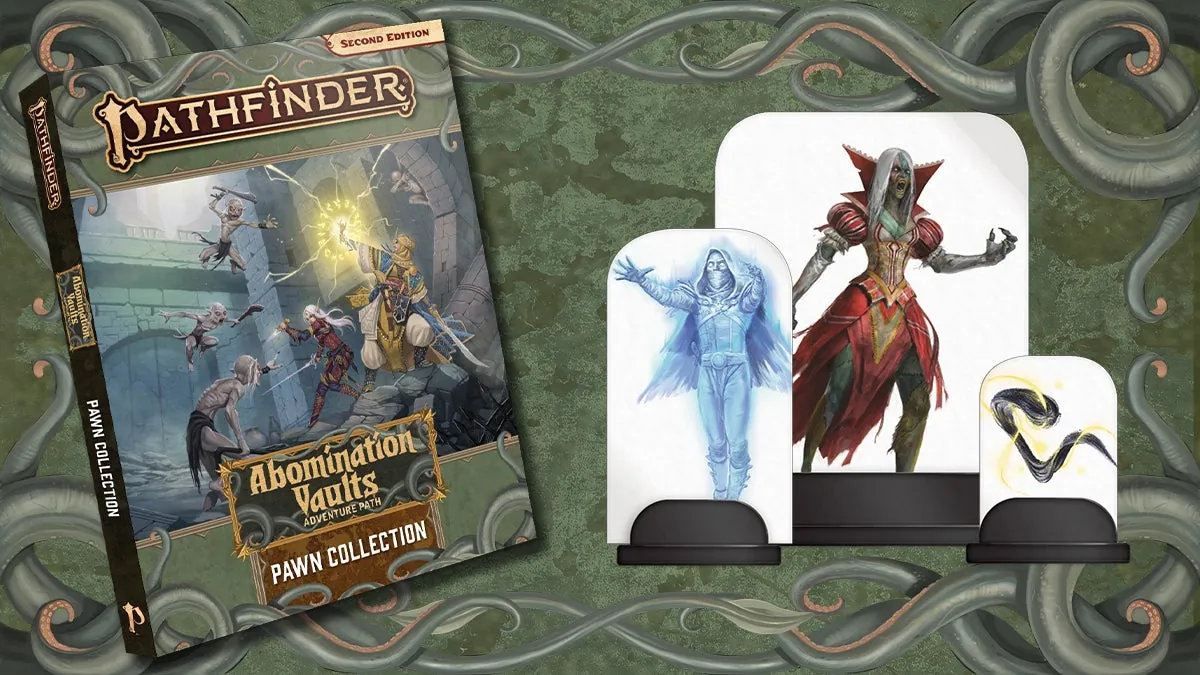 SECOND EDITION
PATHFINDER
Abomination
Vaults
ADVENTURE PATH
PAWN COLLECTION
PATHFINDER
Abomination
Vaults
PAWN COLLECTION
P